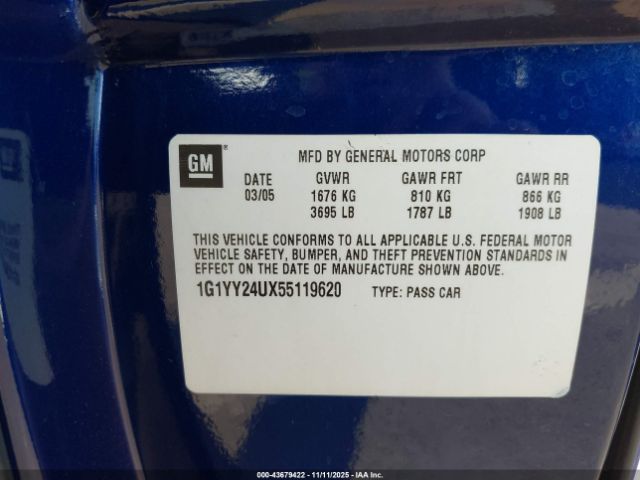 GM
MFD BY GENERAL MOTORS CORP
DATE GVWR GAWR FRT GAWR RR
03/05 1676 KG 810 KG 866 KG
3695 LB 1787 LB 1908 LB
THIS VEHICLE CONFORMS TO ALL APPLICABLE U.S. FEDERAL MOTOR
VEHICLE SAFETY, BUMPER, AND THEFT PREVENTION STANDARDS IN
EFFECT ON THE DATE OF MANUFACTURE SHOWN ABOVE.
1G1YY24UX55119620 TYPE: PASS CAR
000-43679422 - 11/11/2025 - IAA Inc.